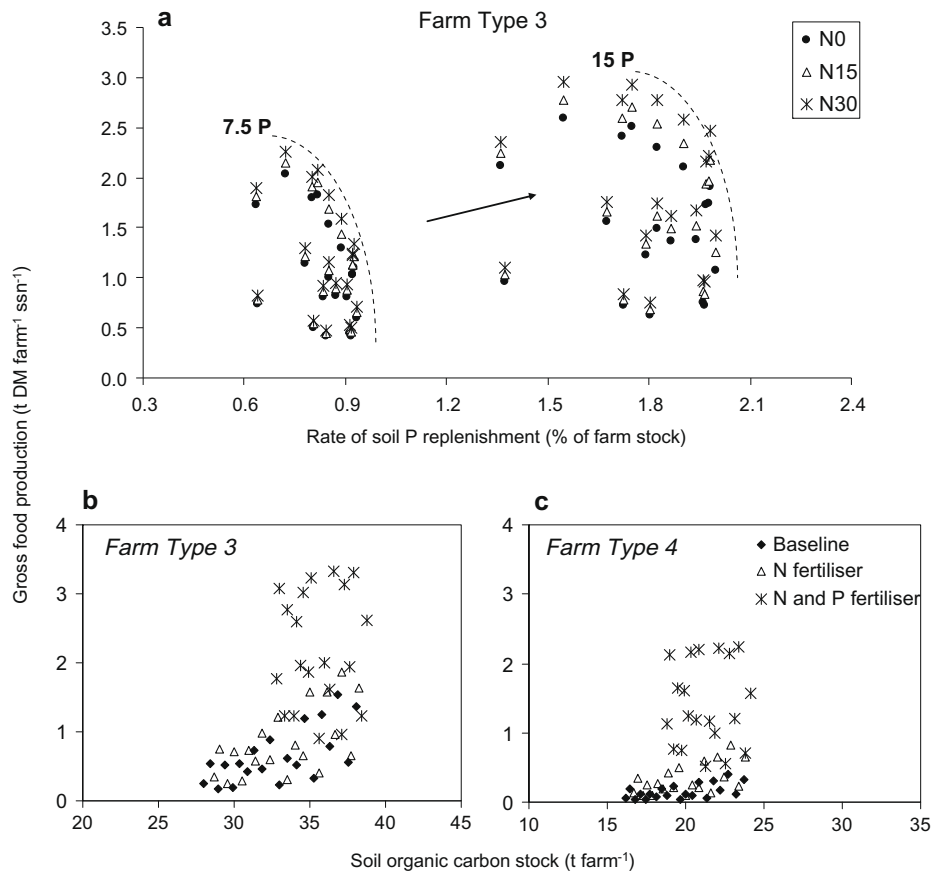 a
Farm Type 3
N0
N15
N30
15 P
7.5 P
3.5
3.0
2.5
2.0
1.5
1.0
0.5
0.0
0.3 0.6 0.9 1.2 1.5 1.8 2.1 2.4
Rate of soil P replenishment (% of farm stock)
Gross food production (t DM farm⁻¹ ssn⁻¹)
b
Farm Type 3
4
3
2
1
0
20 25 30 35 40 45
c
Farm Type 4
Baseline
N fertiliser
N and P fertiliser
4
3
2
1
0
10 15 20 25 30 35
Soil organic carbon stock (t farm⁻¹)